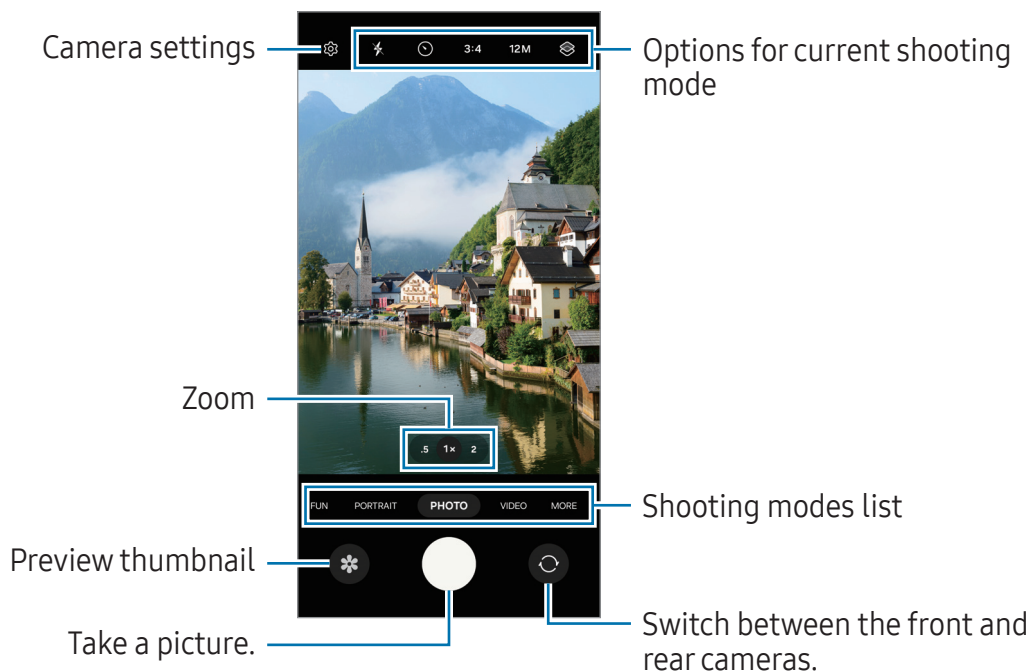 Camera settings
3:4
12M
Options for current shooting
mode
Zoom
.5
1×
2
FUN
PORTRAIT
PHOTO
VIDEO
MORE
Shooting modes list
Preview thumbnail
Take a picture.
Switch between the front and
rear cameras.